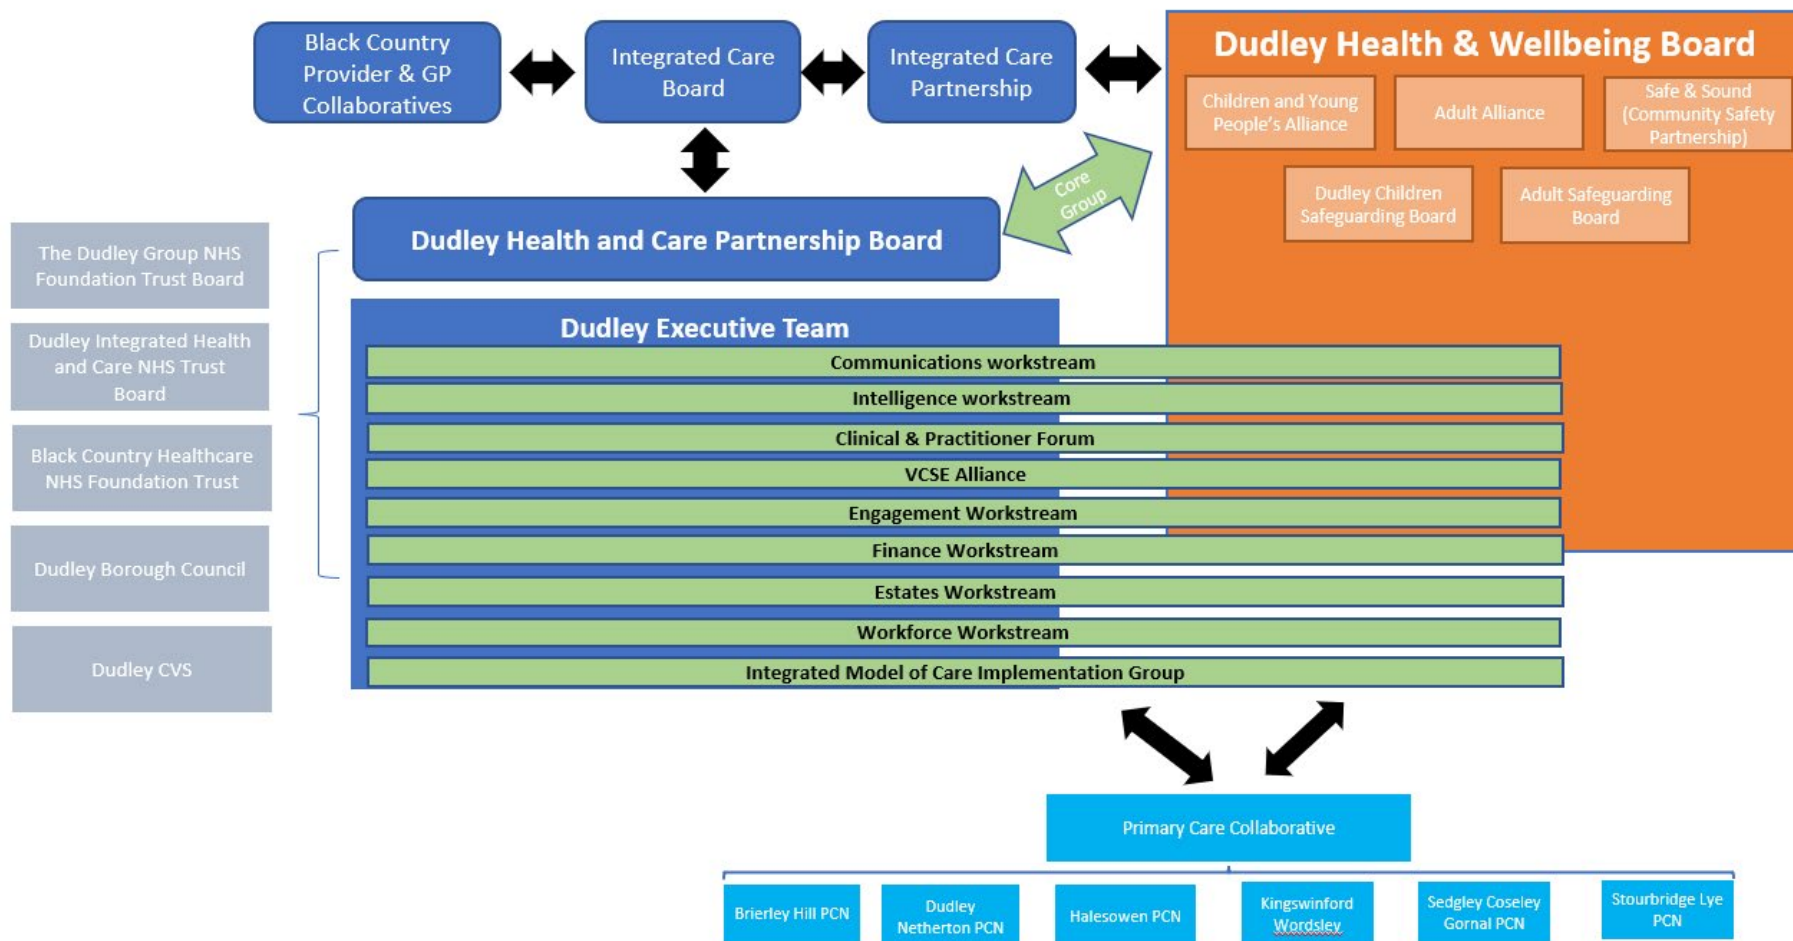 Black Country
Provider & GP
Collaboratives
Integrated Care
Board
Integrated Care
Partnership
Dudley Health & Wellbeing Board
Children and Young
People's Alliance
Adult Alliance
Safe & Sound
(Community Safety
Partnership)
Dudley Children
Safeguarding Board
Adult Safeguarding
Board
Core
Group
Dudley Health and Care Partnership Board
The Dudley Group NHS
Foundation Trust Board
Dudley Integrated Health
and Care NHS Trust
Board
Black Country Healthcare
NHS Foundation Trust
Dudley Borough Council
Dudley CVS
Dudley Executive Team
Communications workstream
Intelligence workstream
Clinical & Practitioner Forum
VCSE Alliance
Engagement Workstream
Finance Workstream
Estates Workstream
Workforce Workstream
Integrated Model of Care Implementation Group
Primary Care Collaborative
Brierley Hill PCN
Dudley
Netherton PCN
Halesowen PCN
Kingswinford
Wordsley
Sedgley Coseley
Gornal PCN
Stourbridge Lye
PCN